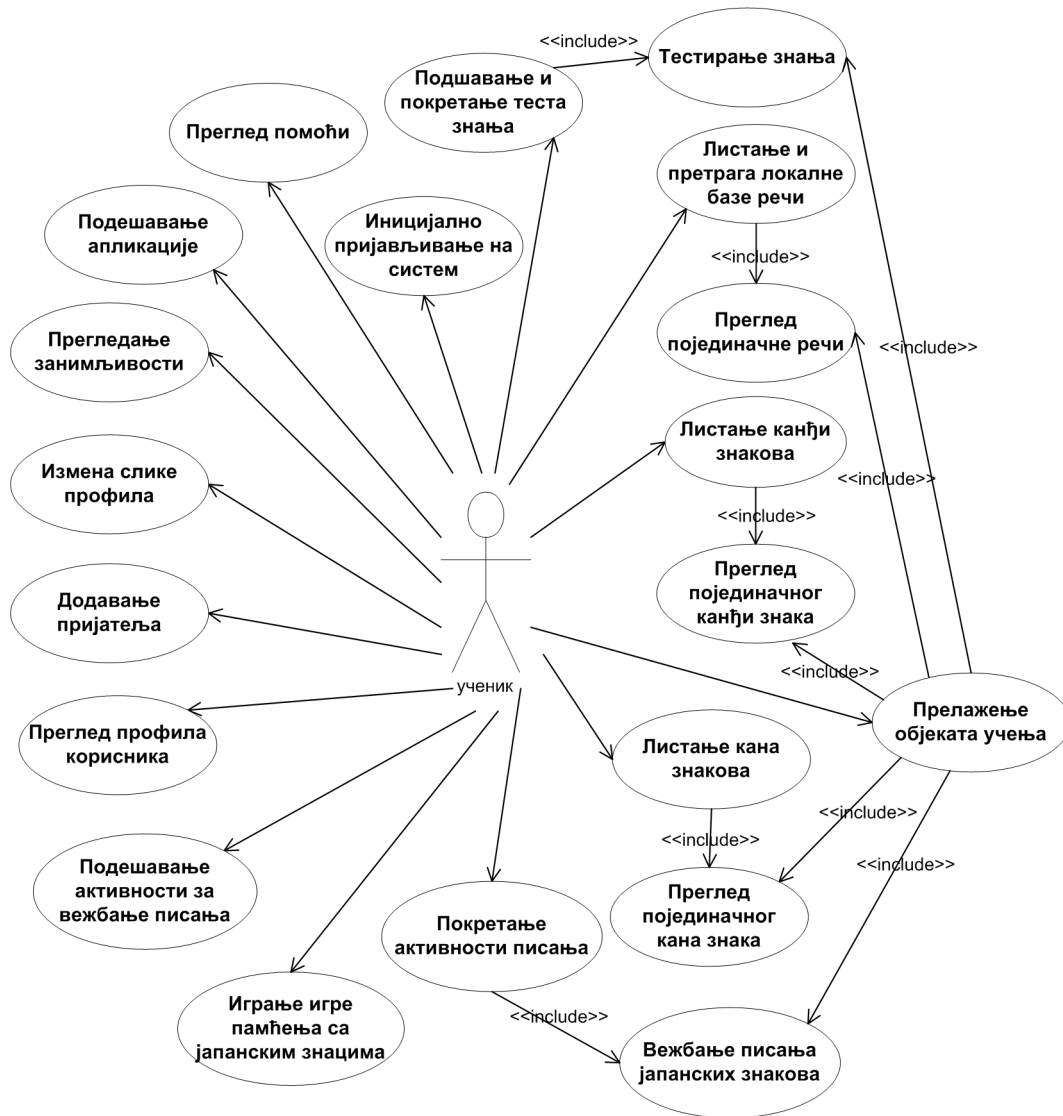 <<include>>
Тестирање знања
Подшавање и
покретање теста
знања
Преглед помоћи
Листање и
претрага локалне
базе речи
Подешавање
апликације
Иницијално
пријављивање на
систем
<<include>>
Прегледање
занимљивости
Преглед
појединачне речи
<<include>>
Листање канђи
знакова
Измена слике
профила
<<include>>
<<include>>
Преглед
појединачног
канђи знака
Додавање
пријатеља
<<include>>
ученик
Прелажење
објеката учења
Преглед профила
корисника
Листање кана
знакова
<<include>>
<<include>>
<<include>>
Подешавање
активности за
вежбање писања
Преглед
појединачног
кана знака
Покретање
активности писања
Играње игре
памћења са
јапанским знацима
<<include>>
Вежбање писања
јапанских знакова